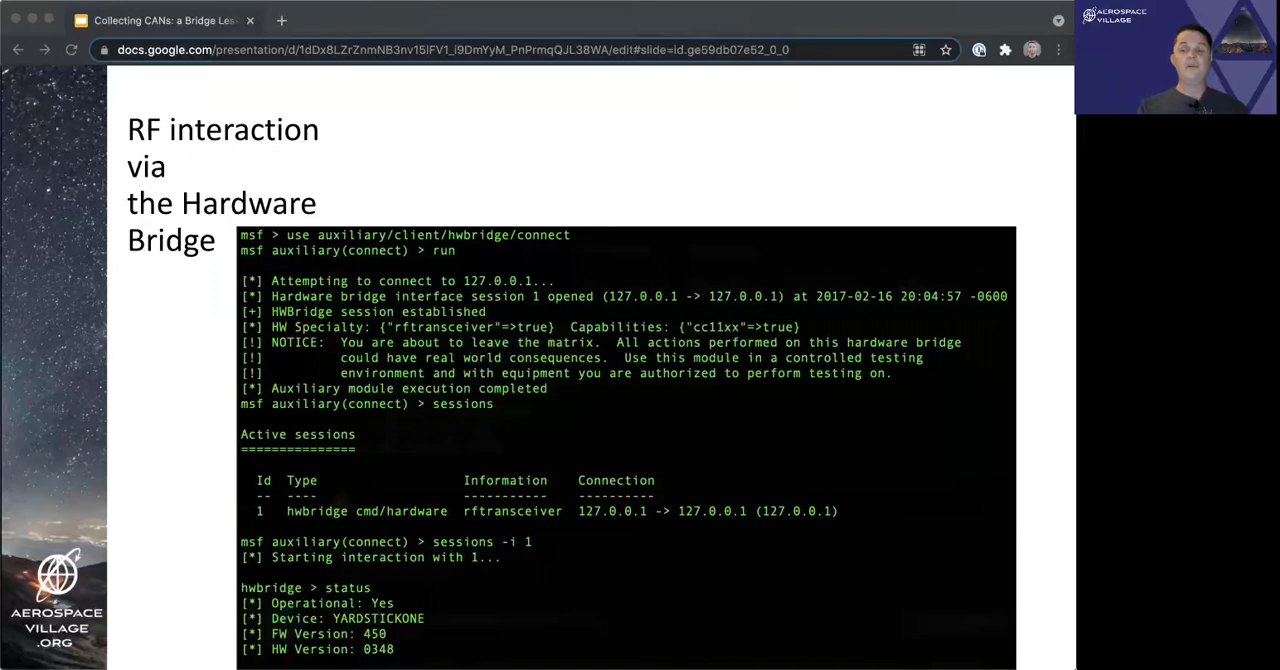 Collecting CANs: a Bridge Les
docs.google.com/presentation/d/1dDx8LZrZnmNB3nv15lFV1_i9DmYyM_PnPrmqQJL38WA/edit#slide=id.ge59db07e52_0_0
AEROSPACE
VILLAGE
RF interaction
via
the Hardware
Bridge
msf > use auxiliary/client/hwbridge/connect
msf auxiliary(connect) > run
[*] Attempting to connect to 127.0.0.1...
[*] Hardware bridge interface session 1 opened (127.0.0.1 -> 127.0.0.1) at 2017-02-16 20:04:57 -0600
[+] HWBridge session established
[*] HW Specialty: {"rftransceiver"=>true}  Capabilities: {"cc11xx"=>true}
[!] NOTICE:  You are about to leave the matrix.  All actions performed on this hardware bridge
[!]          could have real world consequences.  Use this module in a controlled testing
[!]          environment and with equipment you are authorized to perform testing on.
[*] Auxiliary module execution completed
msf auxiliary(connect) > sessions
Active sessions
===============
Id  Type                  Information    Connection
--  ----                  -----------    ----------
1   hwbridge cmd/hardware  rftransceiver  127.0.0.1 -> 127.0.0.1 (127.0.0.1)
msf auxiliary(connect) > sessions -i 1
[*] Starting interaction with 1...
hwbridge > status
[*] Operational: Yes
[*] Device: YARDSTICKONE
[*] FW Version: 450
[*] HW Version: 0348
AEROSPACE
VILLAGE
.ORG